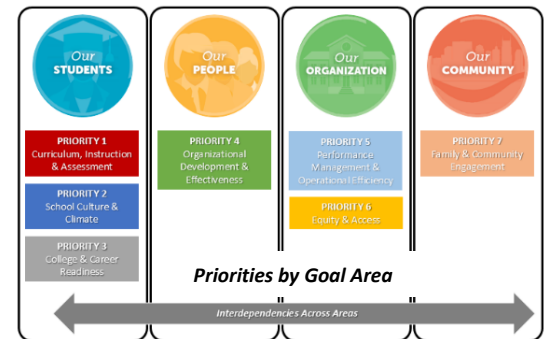 Our
STUDENTS
PRIORITY 1
Curriculum, Instruction
& Assessment
PRIORITY 2
School Culture &
Climate
PRIORITY 3
College & Career
Readiness
Our
PEOPLE
PRIORITY 4
Organizational
Development &
Effectiveness
Our
ORGANIZATION
PRIORITY 5
Performance
Management &
Operational Efficiency
PRIORITY 6
Equity & Access
Our
COMMUNITY
PRIORITY 7
Family & Community
Engagement
Priorities by Goal Area
Interdependencies Across Areas